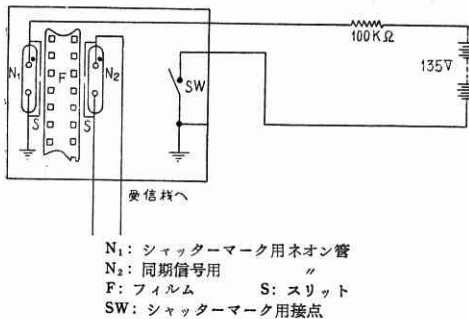 100KΩ
135V
N₁
F
N₂
SW
S
S
受信機へ
N₁: シャッターマーク用ネオン管
N₂: 同期信号用 〃
F: フィルム S: スリット
SW: シャッターマーク用接点